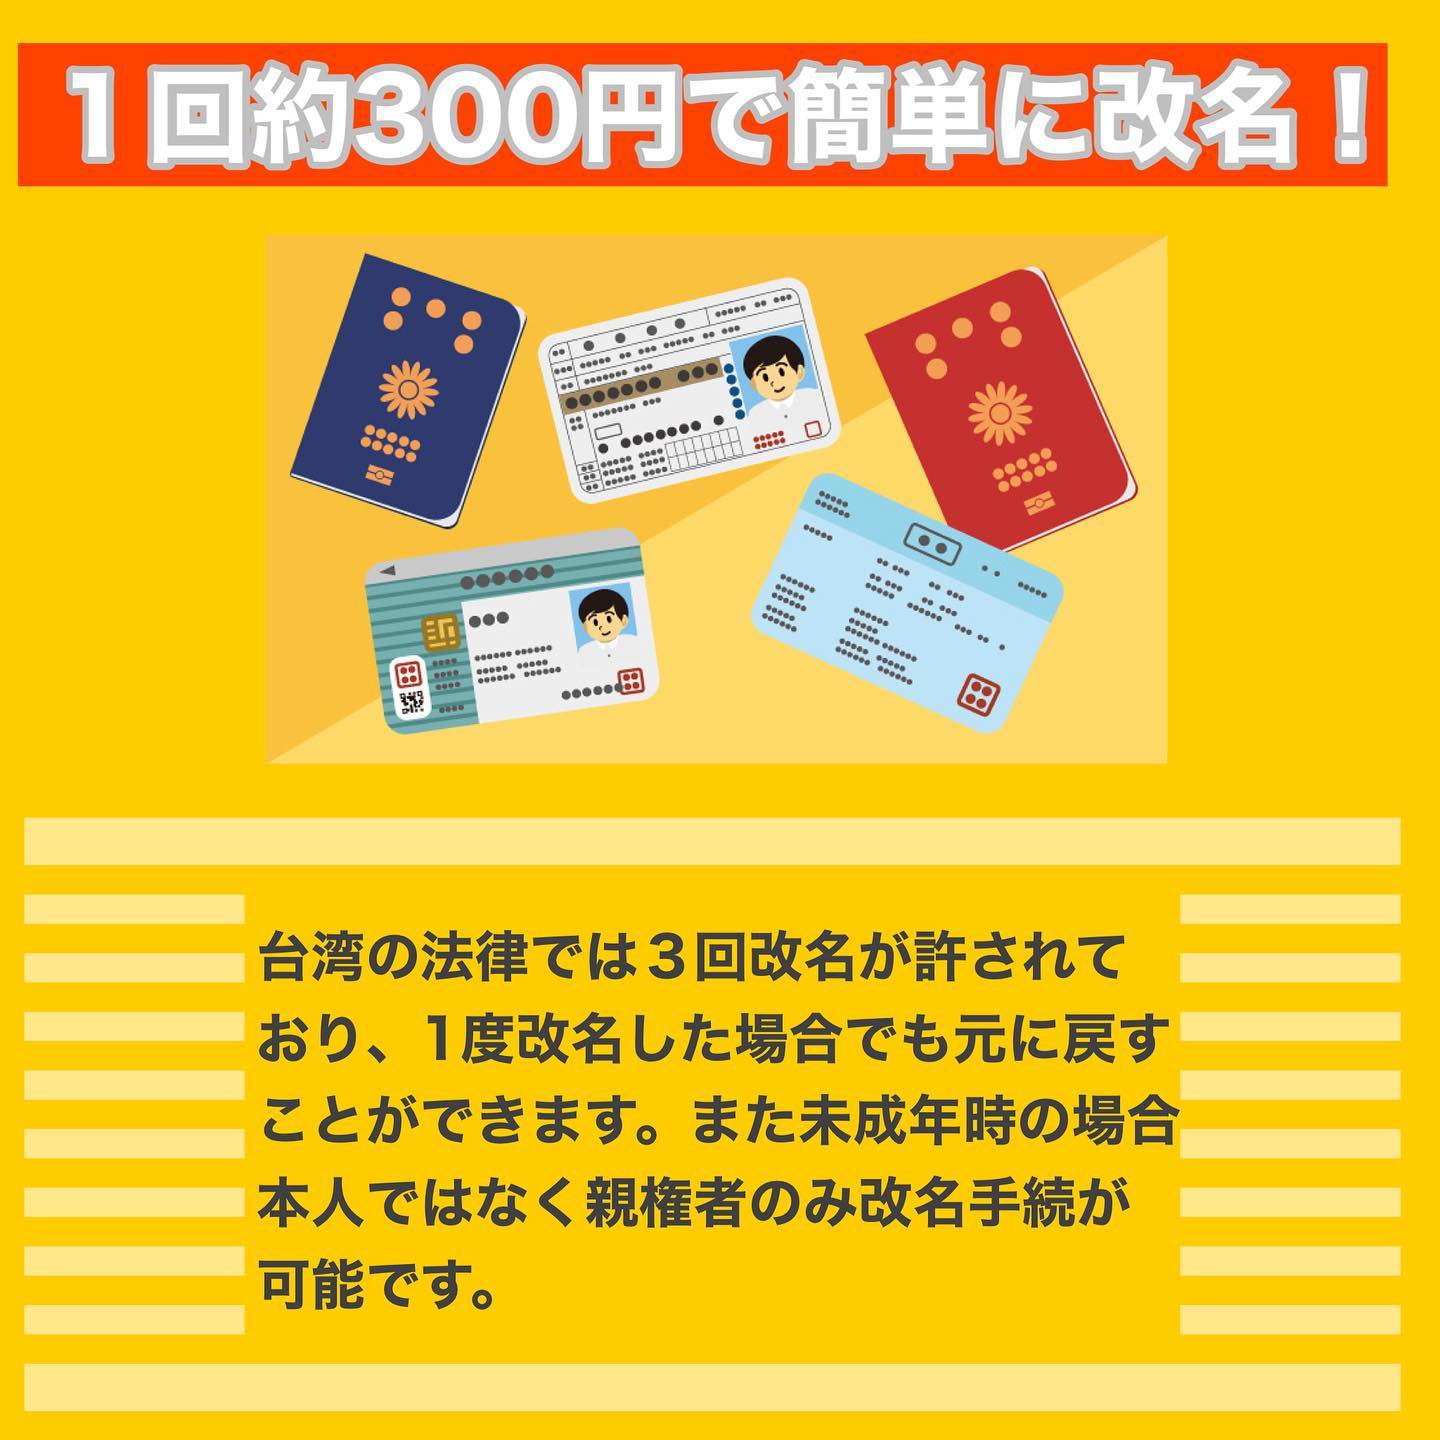 １回約300円で簡単に改名！
台湾の法律では３回改名が許されて
おり、1度改名した場合でも元に戻す
ことができます。また未成年時の場合
本人ではなく親権者のみ改名手続が
可能です。